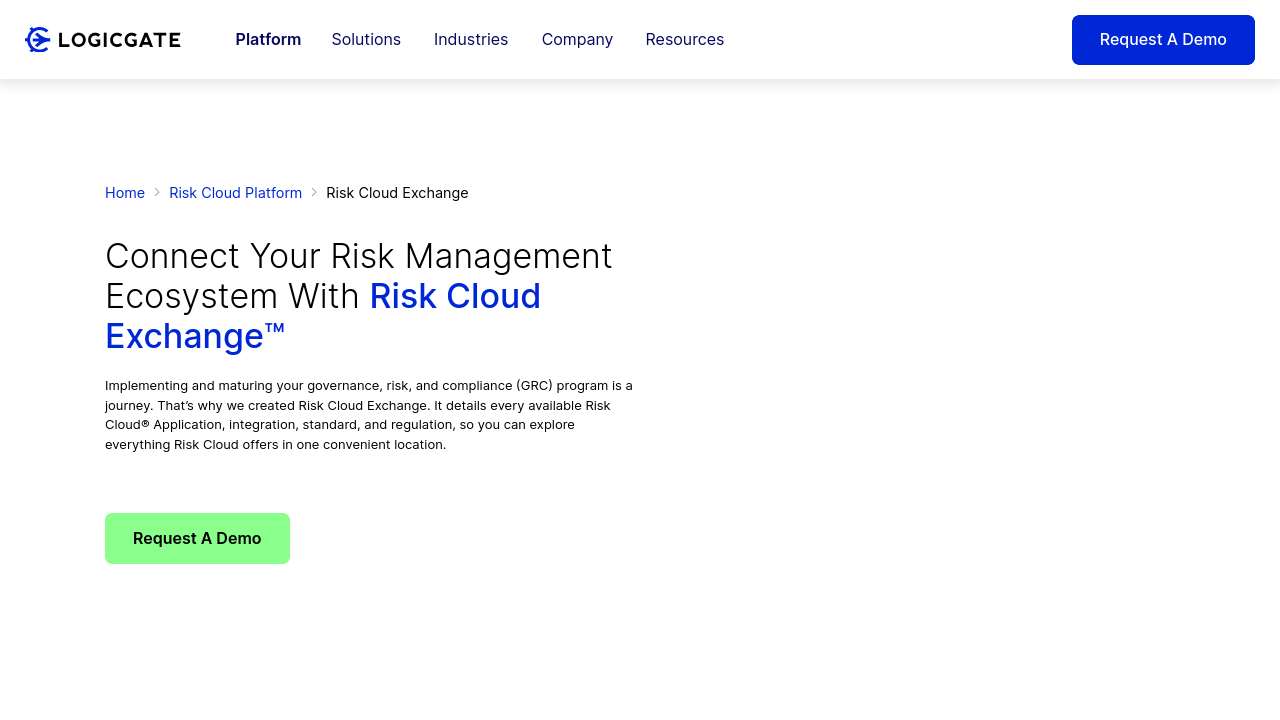 LOGICGATE
Platform Solutions Industries Company Resources
Request A Demo
Home Risk Cloud Platform Risk Cloud Exchange
Connect Your Risk Management
Ecosystem With Risk Cloud
Exchange™
Implementing and maturing your governance, risk, and compliance (GRC) program is a
journey. That’s why we created Risk Cloud Exchange. It details every available Risk
Cloud® Application, integration, standard, and regulation, so you can explore
everything Risk Cloud offers in one convenient location.
Request A Demo